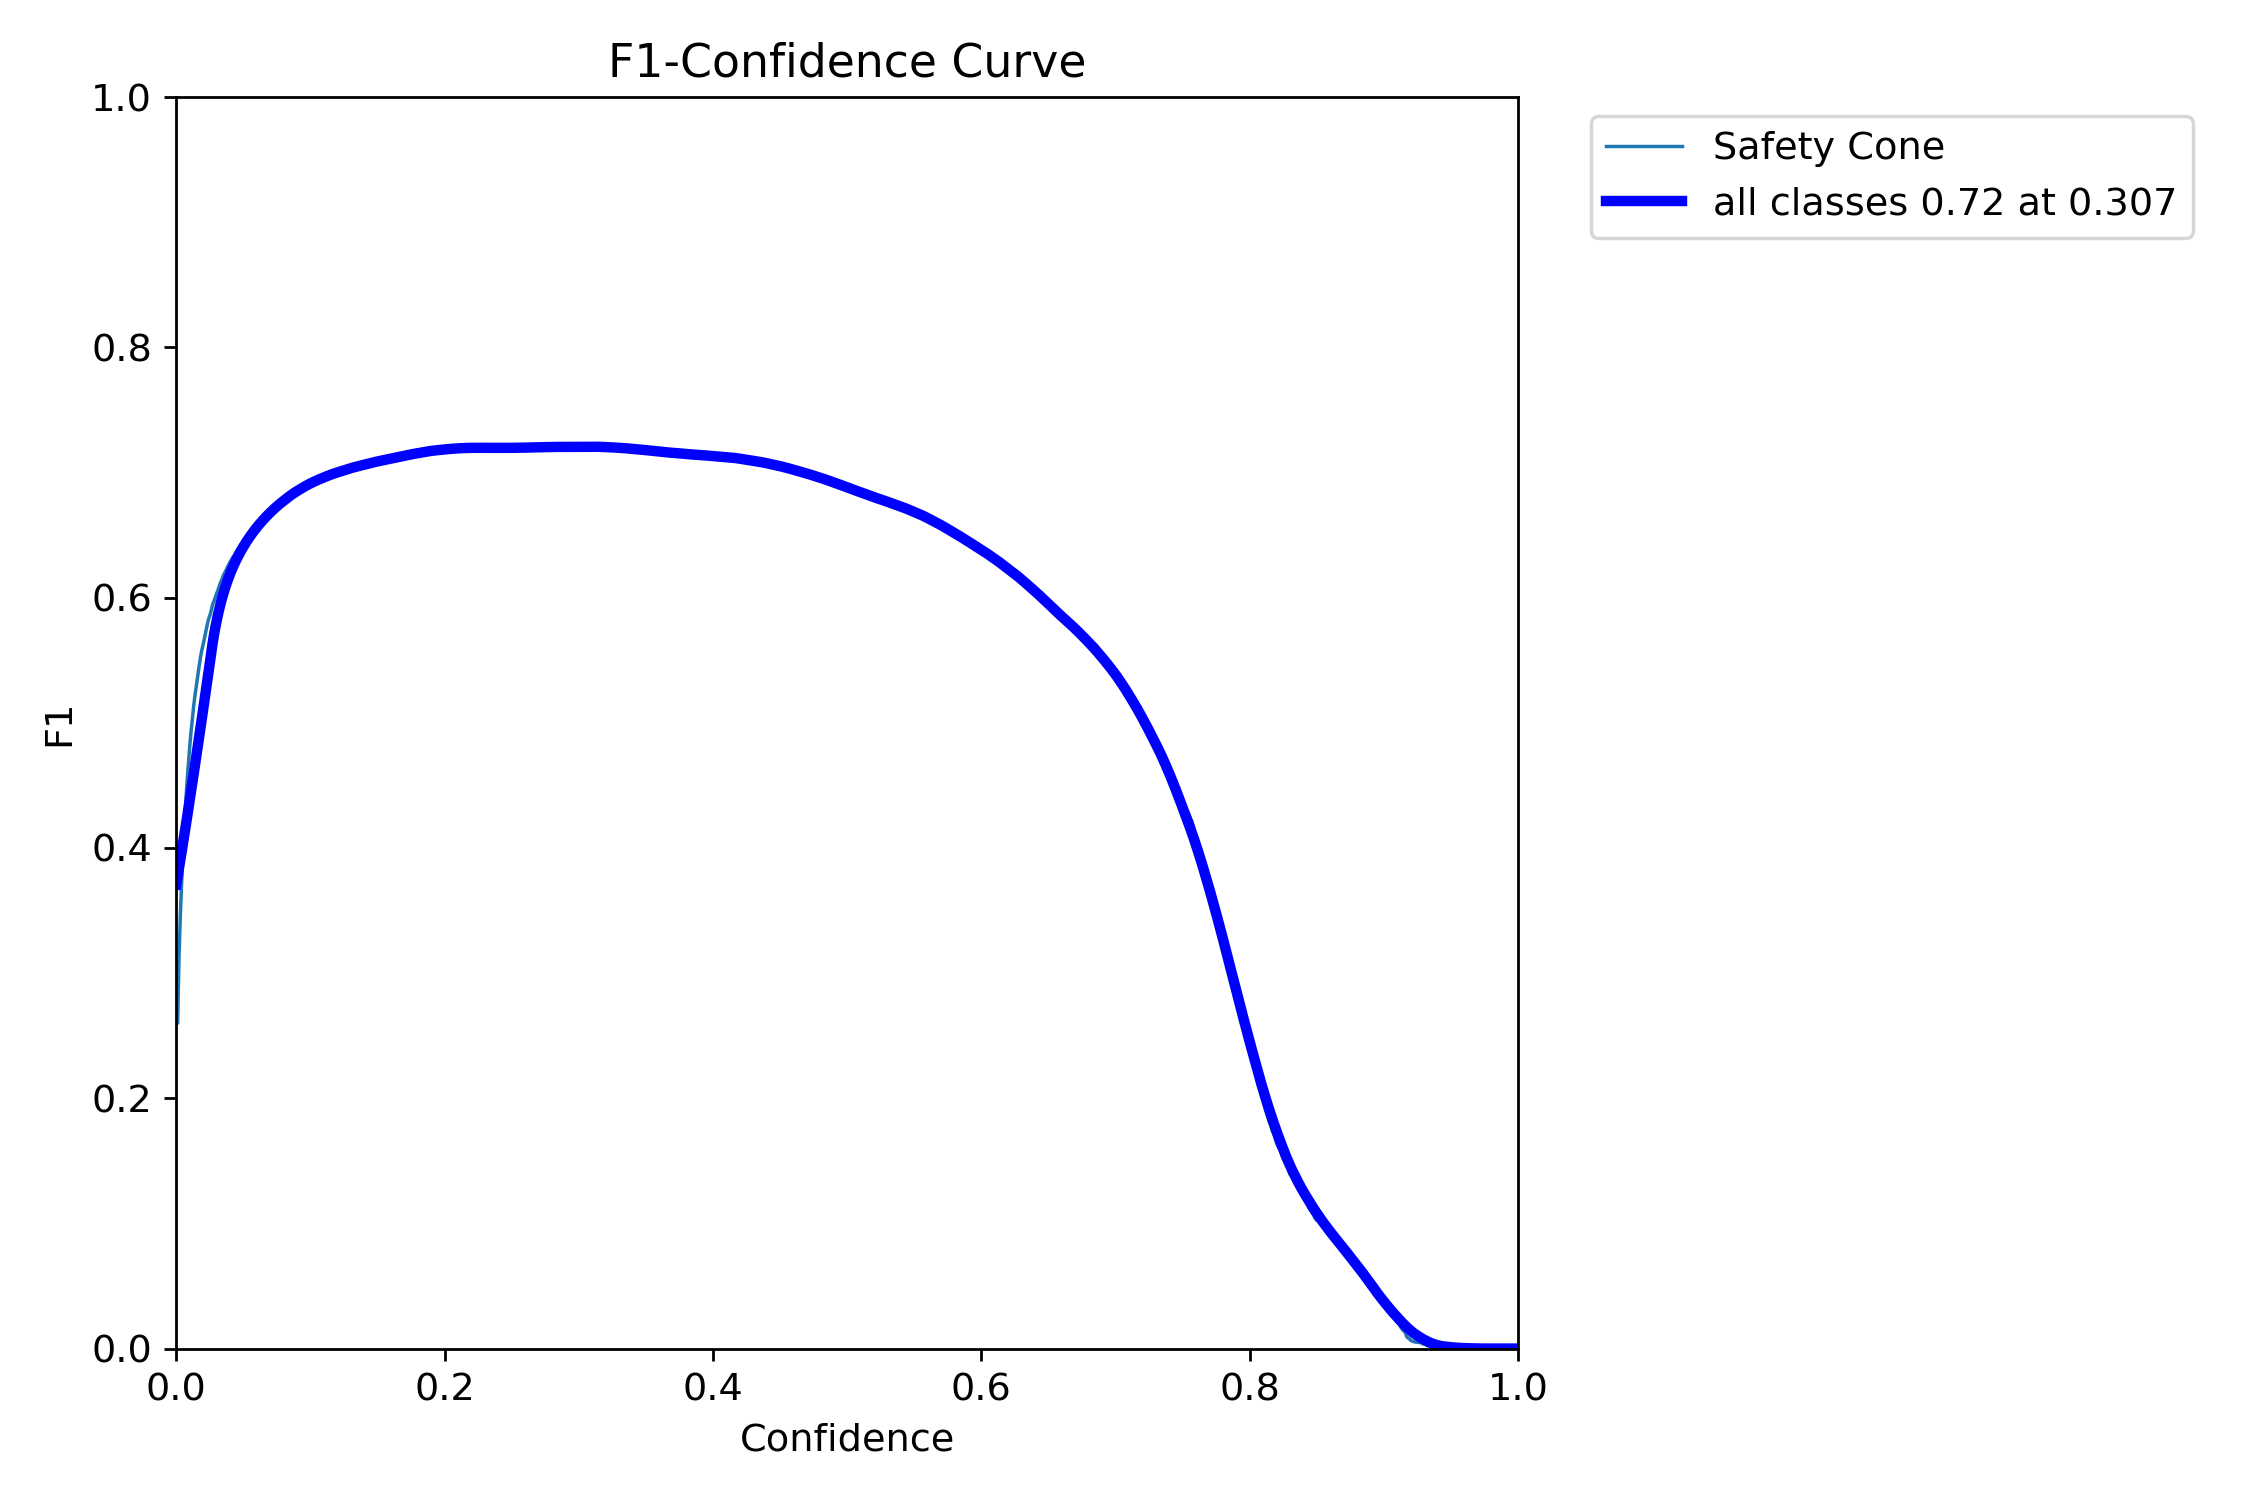 F1-Confidence Curve
1.0
0.8
0.6
0.4
0.2
0.0
F1
0.0 0.2 0.4 0.6 0.8 1.0
Confidence
Safety Cone
all classes 0.72 at 0.307